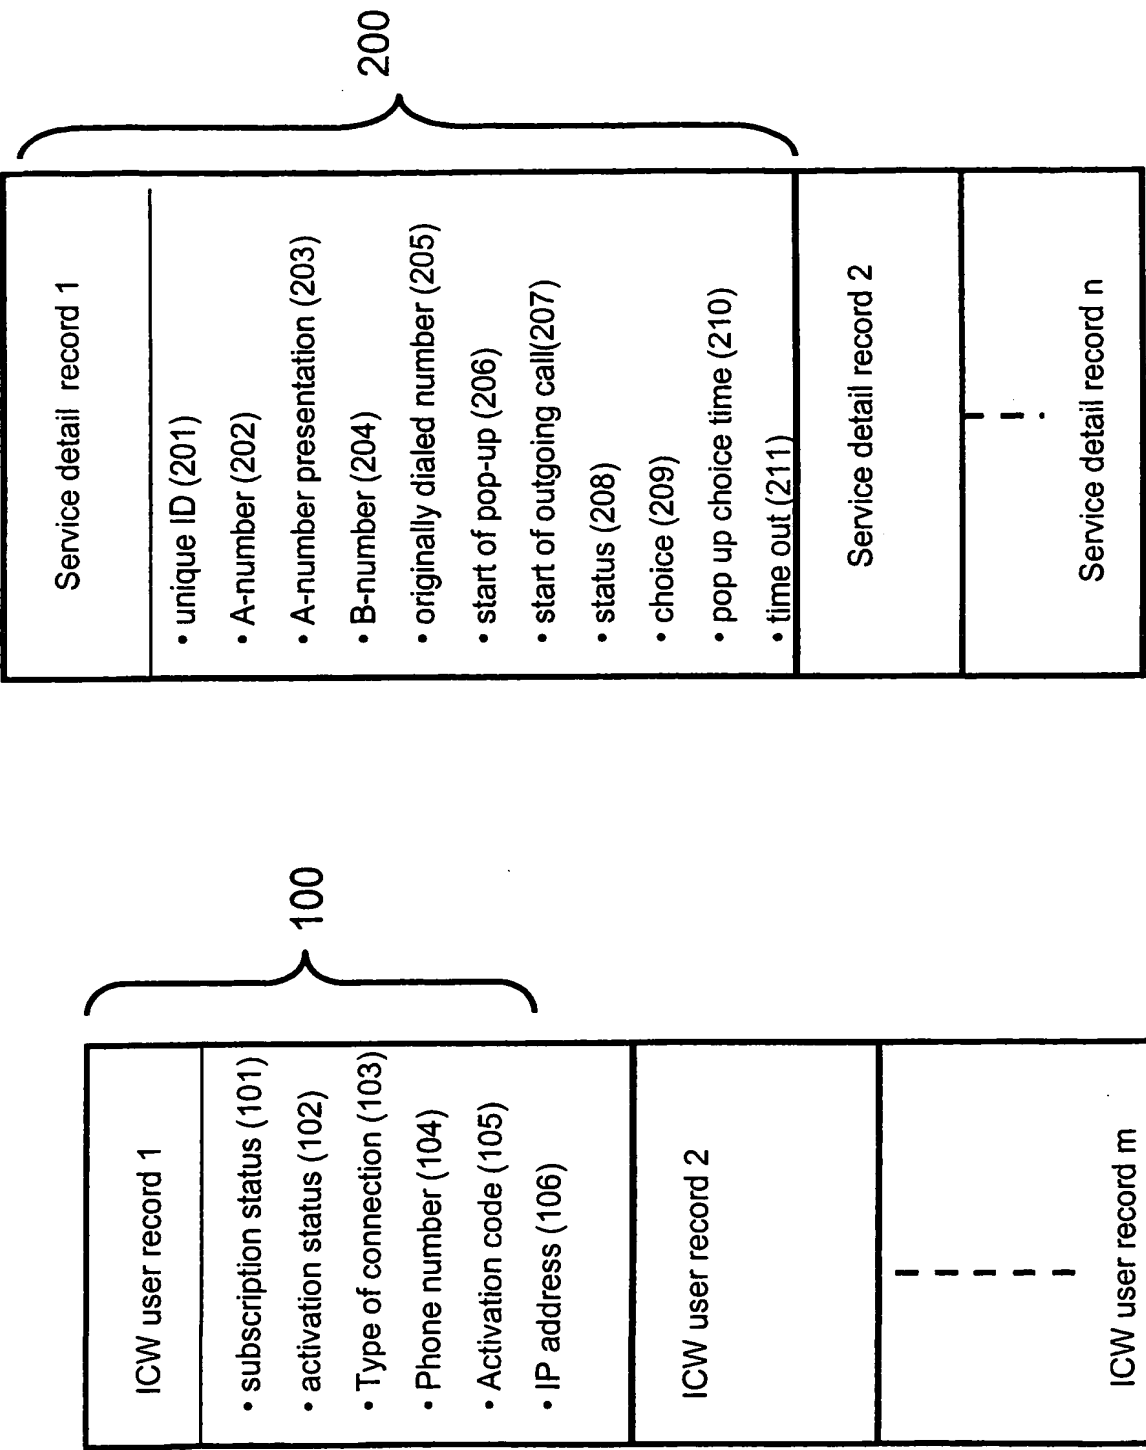 ICW user record 1
• subscription status (101)
• activation status (102)
• Type of connection (103)
• Phone number (104)
• Activation code (105)
• IP address (106)
100
ICW user record 2
ICW user record m
Service detail record 1
• unique ID (201)
• A-number (202)
• A-number presentation (203)
• B-number (204)
• originally dialed number (205)
• start of pop-up (206)
• start of outgoing call(207)
• status (208)
• choice (209)
• pop up choice time (210)
• time out (211)
200
Service detail record 2
Service detail record n